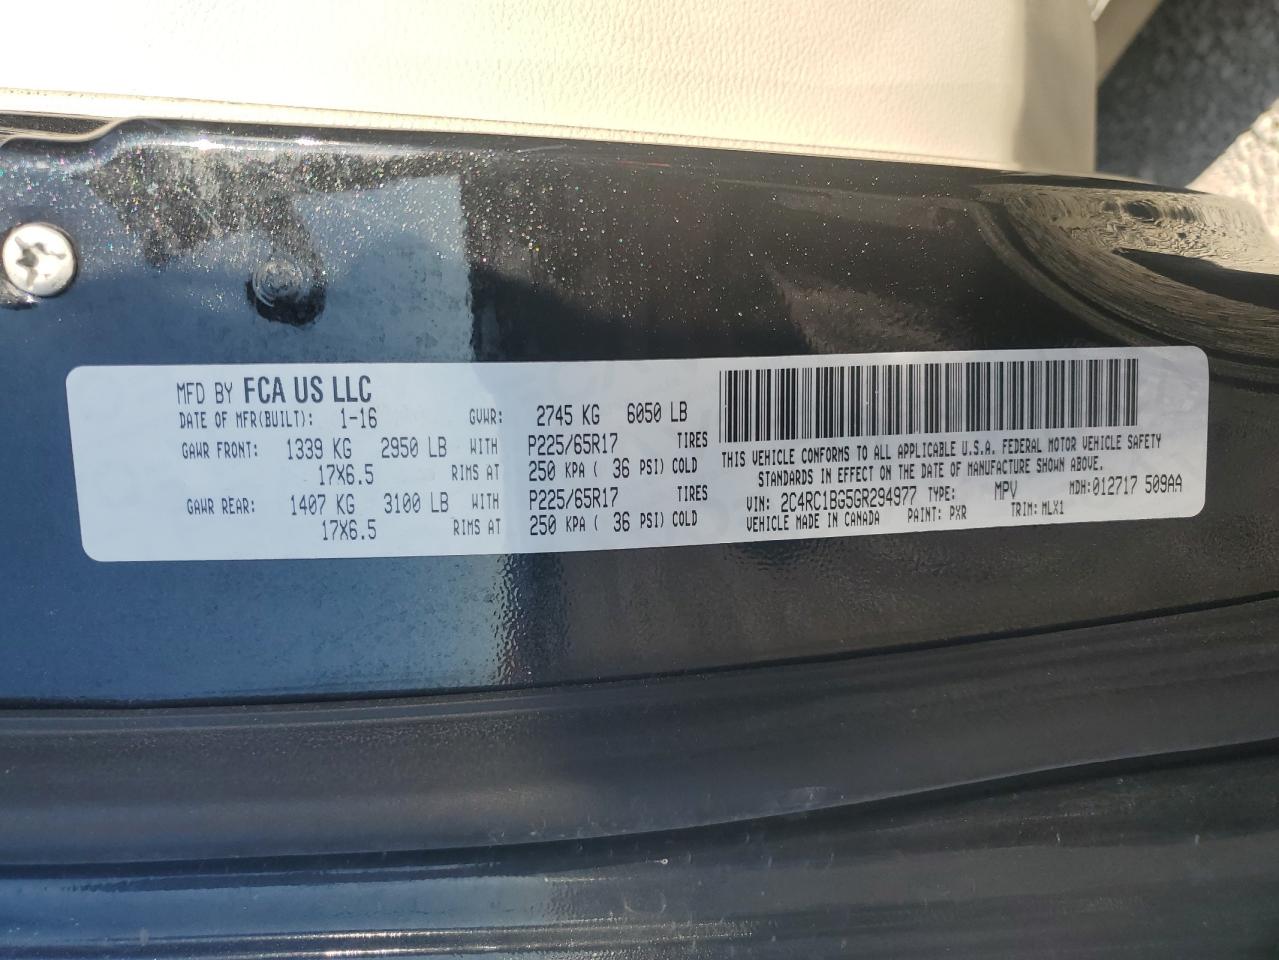 MFD BY FCA US LLC
DATE OF MFR(BUILT): 1-16 GVWR: 2745 KG 6050 LB
GAWR FRONT: 1339 KG 2950 LB WITH P225/65R17 TIRES
17X6.5 RIMS AT 250 KPA ( 36 PSI) COLD
GAWR REAR: 1407 KG 3100 LB WITH P225/65R17 TIRES
17X6.5 RIMS AT 250 KPA ( 36 PSI) COLD
THIS VEHICLE CONFORMS TO ALL APPLICABLE U.S.A. FEDERAL MOTOR VEHICLE SAFETY
STANDARDS IN EFFECT ON THE DATE OF MANUFACTURE SHOWN ABOVE.
VIN: 2C4RC1BG5GR294977 TYPE: MPV MDH:012717 509AA
VEHICLE MADE IN CANADA PAINT: PXR TRIM: MLX1